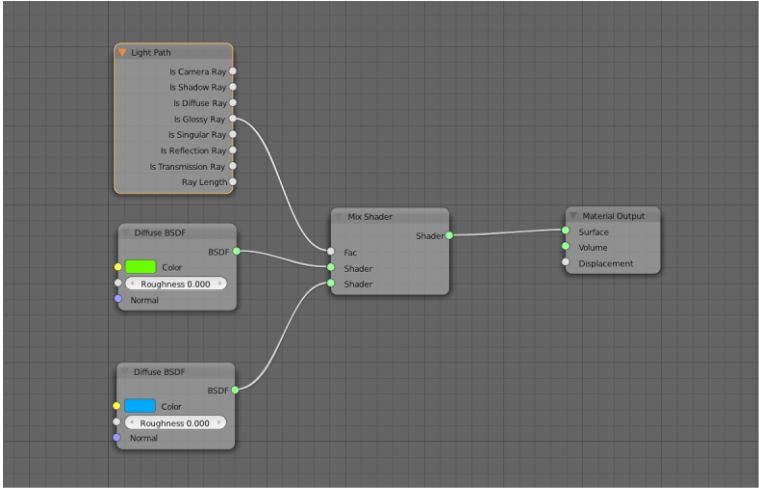 Light Path
Is Camera Ray
Is Shadow Ray
Is Diffuse Ray
Is Glossy Ray
Is Singular Ray
Is Reflection Ray
Is Transmission Ray
Ray Length
Diffuse BSDF
BSDF
Color
Roughness 0.000
Normal
Diffuse BSDF
BSDF
Color
Roughness 0.000
Normal
Mix Shader
Shader
Fac
Shader
Shader
Material Output
Surface
Volume
Displacement